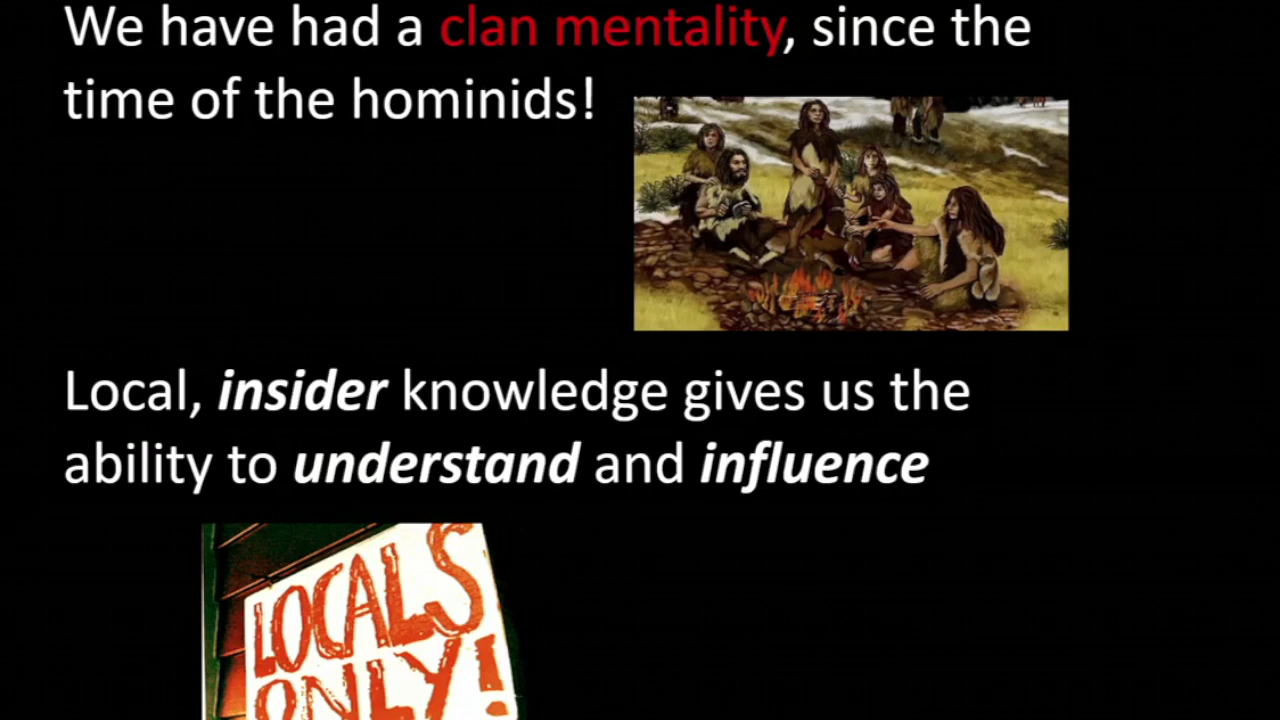 We have had a clan mentality, since the
time of the hominids!
Local, insider knowledge gives us the
ability to understand and influence
LOCALS
ONLY!